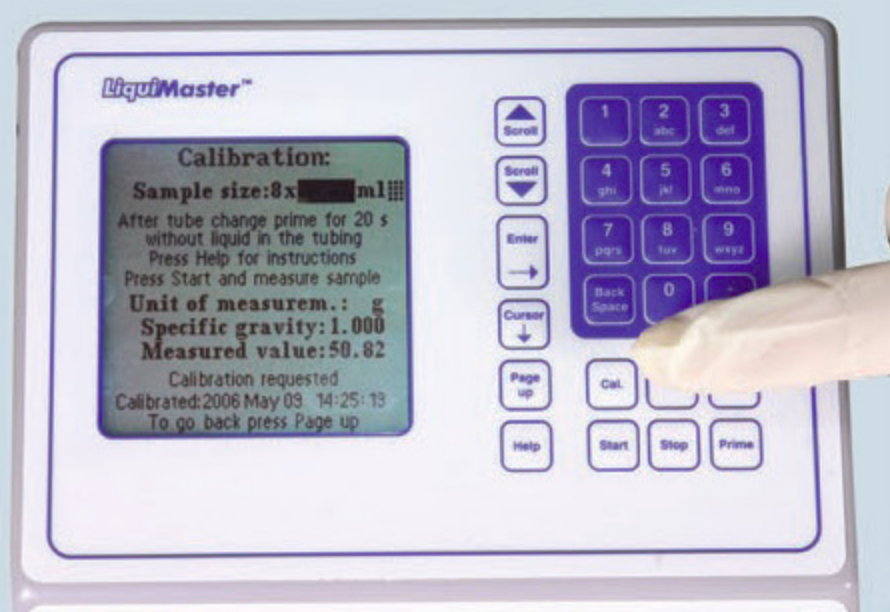 LiquiMaster™
Calibration:
Sample size:8x ml
After tube change prime for 20 s
without liquid in the tubing
Press Help for instructions
Press Start and measure sample
Unit of measurem.: g
Specific gravity:1.000
Measured value:50.82
Calibration requested
Calibrated:2006 May 09 14:25:19
To go back press Page up
Scroll
Scroll
Enter
Cursor
Page
up
Help
1
2
abc
3
def
4
ghi
5
jkl
6
mno
7
pqrs
8
tuv
9
wxyz
Back
Space
0
Cal.
Start
Stop
Prime